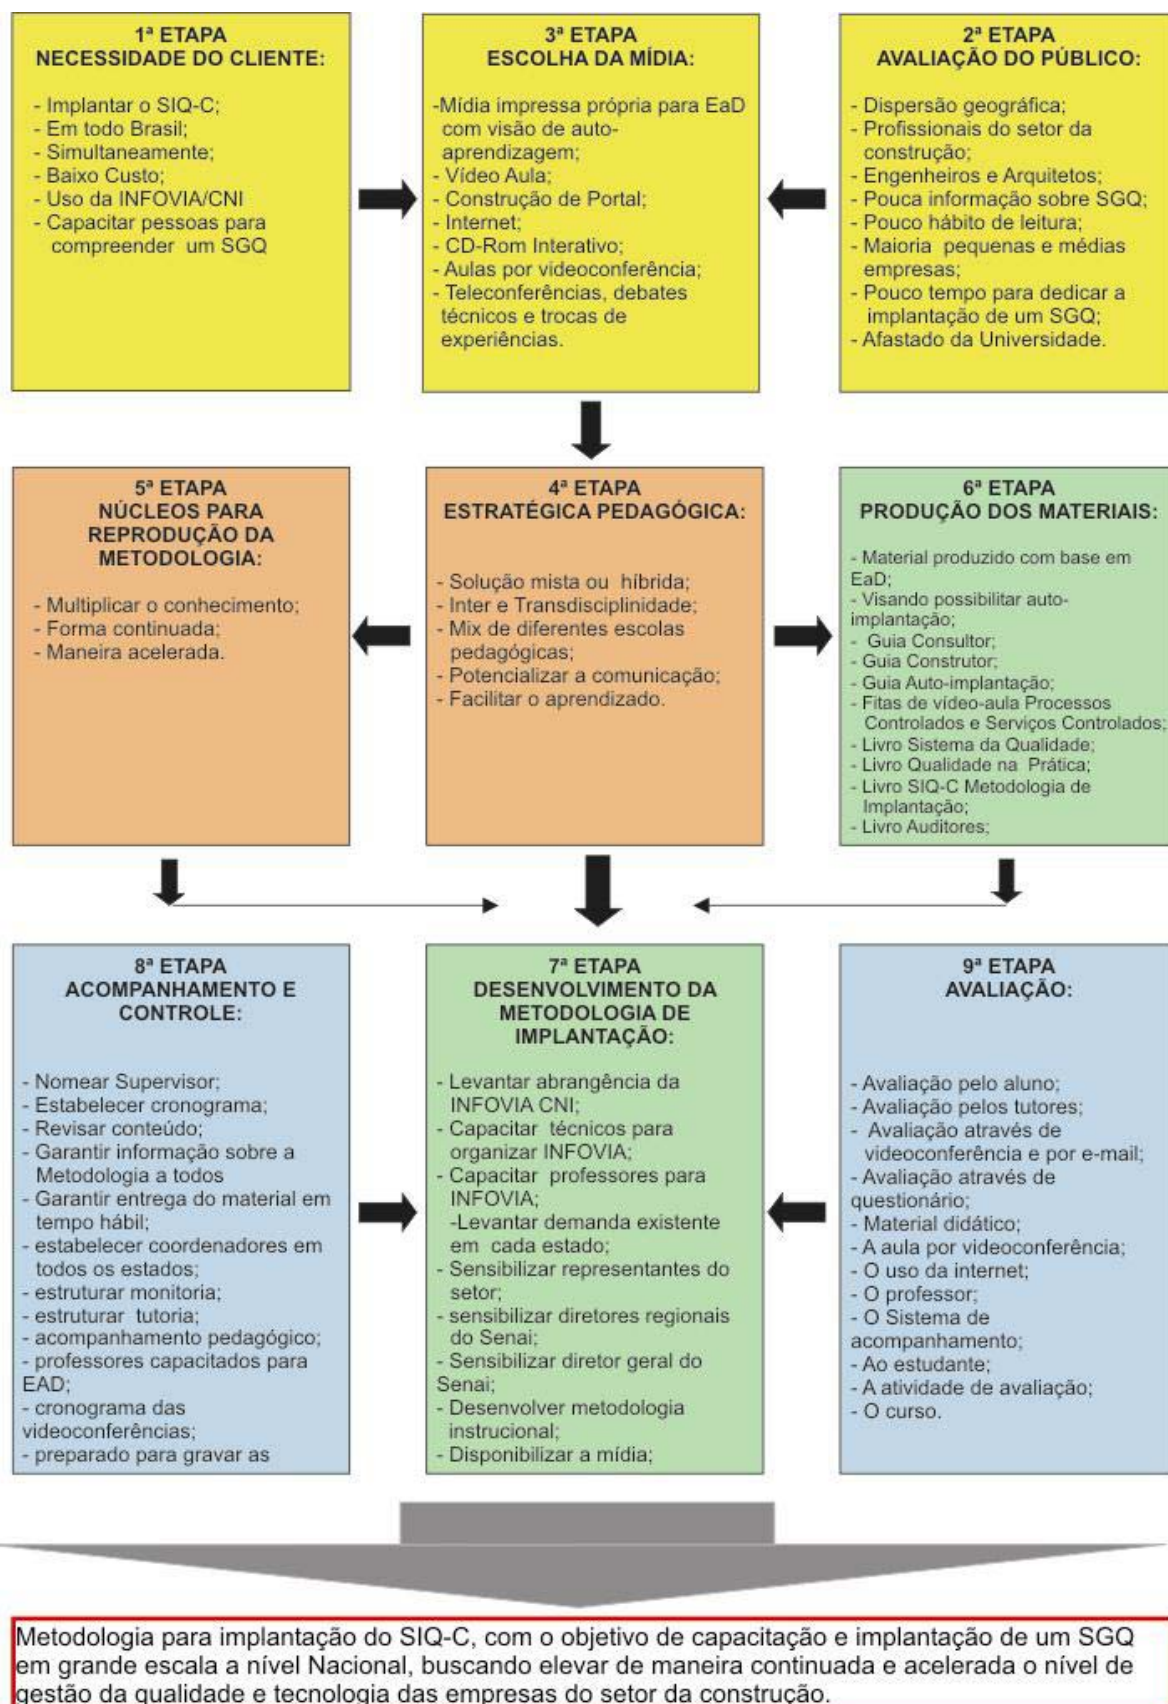 1ª ETAPA
NECESSIDADE DO CLIENTE:
- Implantar o SIQ-C;
- Em todo Brasil;
- Simultaneamente;
- Baixo Custo;
- Uso da INFOVIA/CNI
- Capacitar pessoas para
compreender um SGQ
3ª ETAPA
ESCOLHA DA MÍDIA:
-Mídia impressa própria para EaD
com visão de auto-
aprendizagem;
- Vídeo Aula;
- Construção de Portal;
- Internet;
- CD-Rom Interativo;
- Aulas por videoconferência;
- Teleconferências, debates
técnicos e trocas de
experiências.
2ª ETAPA
AVALIAÇÃO DO PÚBLICO:
- Dispersão geográfica;
- Profissionais do setor da
construção;
- Engenheiros e Arquitetos;
- Pouca informação sobre SGQ;
- Pouco hábito de leitura;
- Maioria pequenas e médias
empresas;
- Pouco tempo para dedicar a
implantação de um SGQ;
- Afastado da Universidade.
5ª ETAPA
NÚCLEOS PARA
REPRODUÇÃO DA
METODOLOGIA:
- Multiplicar o conhecimento;
- Forma continuada;
- Maneira acelerada.
4ª ETAPA
ESTRATÉGICA PEDAGÓGICA:
- Solução mista ou híbrida;
- Inter e Transdisciplinidade;
- Mix de diferentes escolas
pedagógicas;
- Potencializar a comunicação;
- Facilitar o aprendizado.
6ª ETAPA
PRODUÇÃO DOS MATERIAIS:
- Material produzido com base em
EaD;
- Visando possibilitar auto-
implantação;
- Guia Consultor;
- Guia Construtor;
- Guia Auto-implantação;
- Fitas de vídeo-aula Processos
Controlados e Serviços Controlados;
- Livro Sistema da Qualidade;
- Livro Qualidade na Prática;
- Livro SIQ-C Metodologia de
Implantação;
- Livro Auditores;
8ª ETAPA
ACOMPANHAMENTO E
CONTROLE:
- Nomear Supervisor;
- Estabelecer cronograma;
- Revisar conteúdo;
- Garantir informação sobre a
Metodologia a todos
- Garantir entrega do material em
tempo hábil;
- estabelecer coordenadores em
todos os estados;
- estruturar monitoria;
- estruturar tutoria;
- acompanhamento pedagógico;
- professores capacitados para
EAD;
- cronograma das
videoconferências;
- preparado para gravar as
7ª ETAPA
DESENVOLVIMENTO DA
METODOLOGIA DE
IMPLANTAÇÃO:
- Levantar abrangência da
INFOVIA CNI;
- Capacitar técnicos para
organizar INFOVIA;
- Capacitar professores para
INFOVIA;
-Levantar demanda existente
em cada estado;
- Sensibilizar representantes do
setor;
- sensibilizar diretores regionais
do Senai;
- Sensibilizar diretor geral do
Senai;
- Desenvolver metodologia
instrucional;
- Disponibilizar a mídia;
9ª ETAPA
AVALIAÇÃO:
- Avaliação pelo aluno;
- Avaliação pelos tutores;
- Avaliação através de
videoconferência e por e-mail;
- Avaliação através de
questionário;
- Material didático;
- A aula por videoconferência;
- O uso da internet;
- O professor;
- O Sistema de
acompanhamento;
- Ao estudante;
- A atividade de avaliação;
- O curso.
Metodologia para implantação do SIQ-C, com o objetivo de capacitação e implantação de um SGQ
em grande escala a nível Nacional, buscando elevar de maneira continuada e acelerada o nível de
gestão da qualidade e tecnologia das empresas do setor da construção.